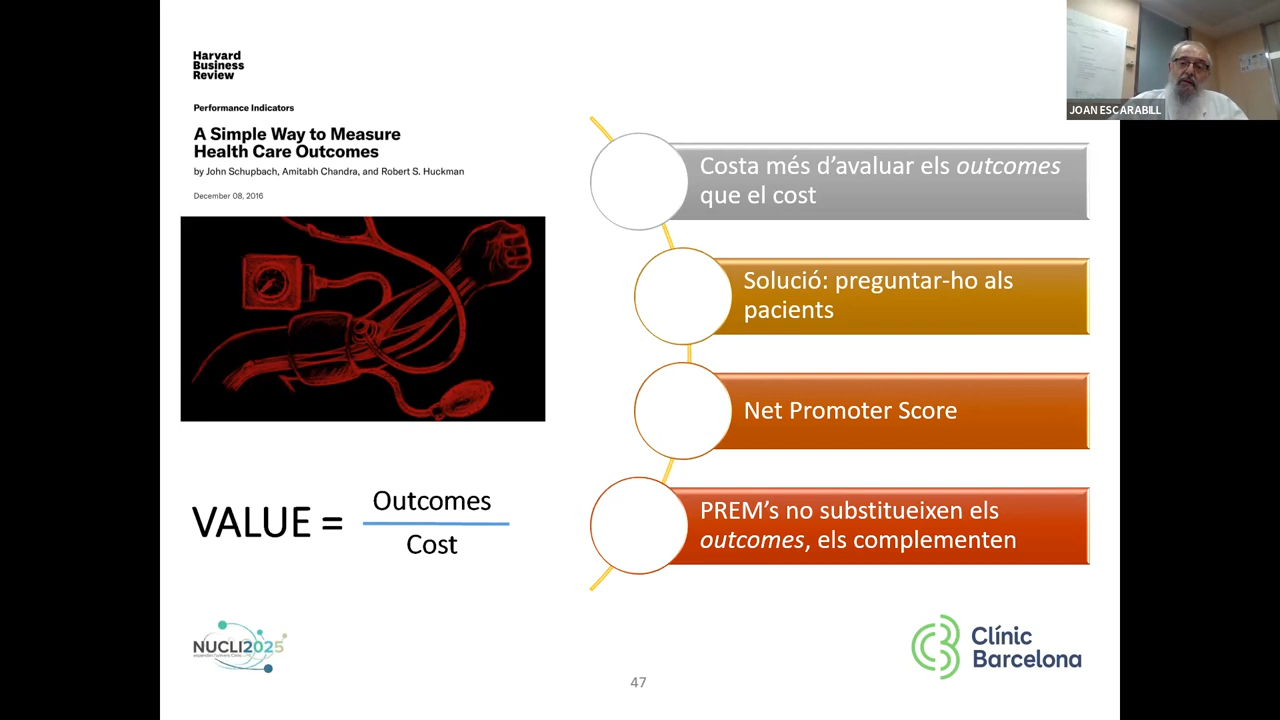 Harvard
Business
Review
Performance Indicators
A Simple Way to Measure
Health Care Outcomes
by John Schupbach, Amitabh Chandra, and Robert S. Huckman
December 08, 2016
VALUE =
Outcomes
Cost
Costa més d’avaluar els outcomes
que el cost
Solució: preguntar-ho als
pacients
Net Promoter Score
PREM’s no substitueixen els
outcomes, els complementen
JOAN ESCARABILL
NUCLI2025
47
Clínic
Barcelona